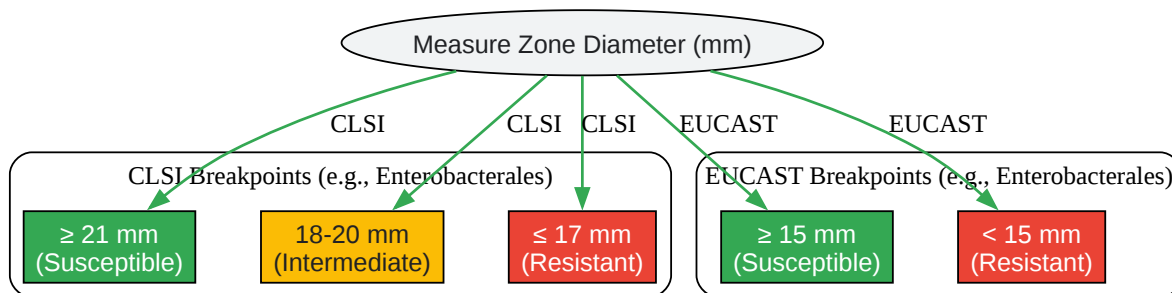 Measure Zone Diameter (mm)
CLSI
CLSI
CLSI
EUCAST
EUCAST
CLSI Breakpoints (e.g., Enterobacterales)
EUCAST Breakpoints (e.g., Enterobacterales)
≥ 21 mm
(Susceptible)
18-20 mm
(Intermediate)
≤ 17 mm
(Resistant)
≥ 15 mm
(Susceptible)
< 15 mm
(Resistant)